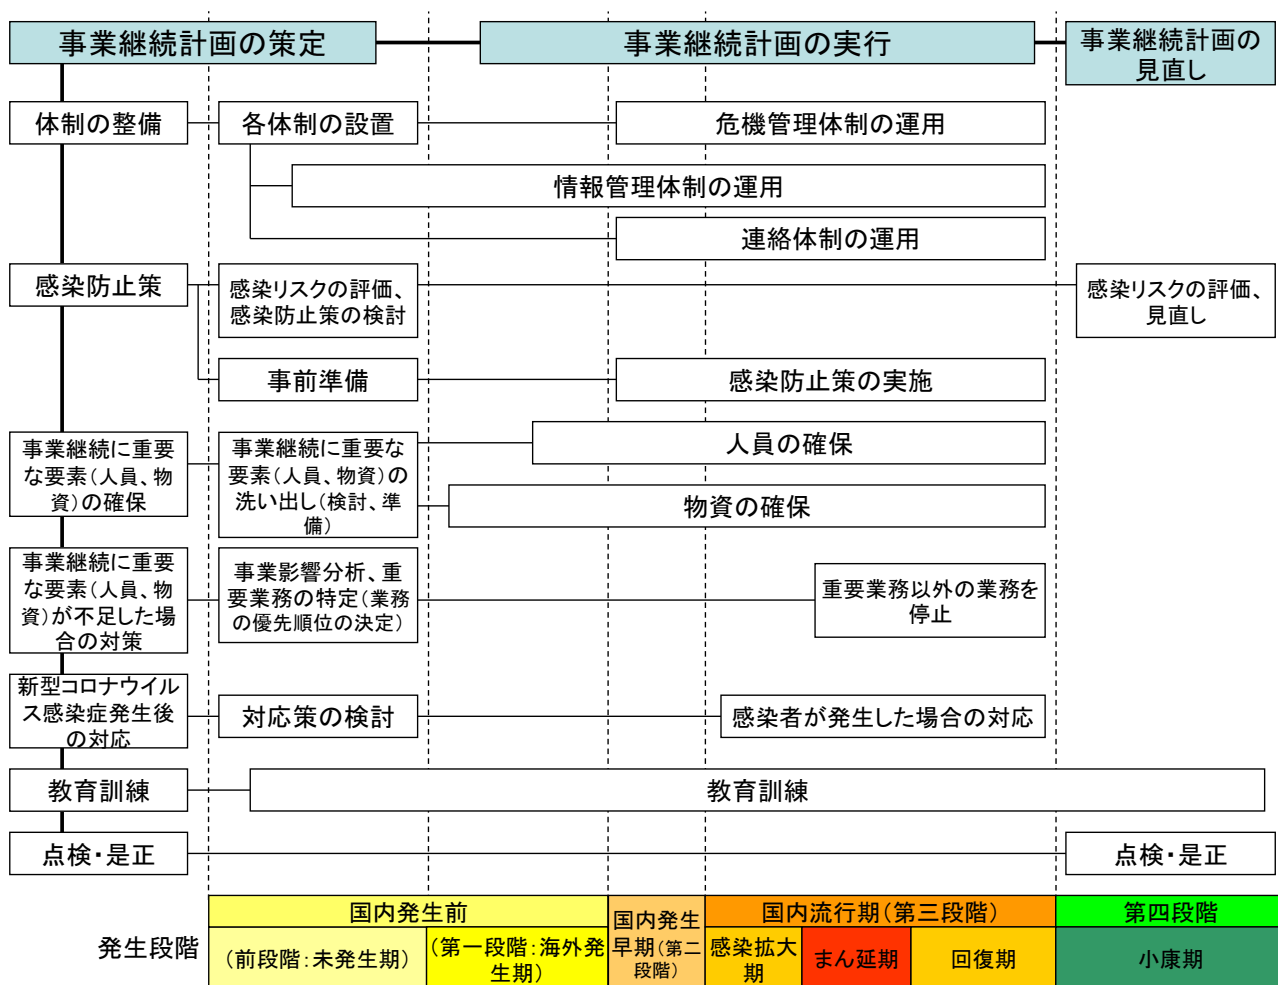 事業継続計画の策定
事業継続計画の実行
事業継続計画の
見直し
体制の整備
各体制の設置
危機管理体制の運用
情報管理体制の運用
連絡体制の運用
感染防止策
感染リスクの評価、
感染防止策の検討
感染リスクの評価、
見直し
事前準備
感染防止策の実施
事業継続に重要
な要素(人員、物
資)の確保
事業継続に重要な
要素(人員、物資)の
洗い出し(検討、準
備)
人員の確保
物資の確保
事業継続に重要
な要素(人員、物
資)が不足した場
合の対策
事業影響分析、重
要業務の特定(業務
の優先順位の決定)
重要業務以外の業務を
停止
新型コロナウイル
ス感染症発生後
の対応
対応策の検討
感染者が発生した場合の対応
教育訓練
教育訓練
点検・是正
点検・是正
発生段階
国内発生前
(前段階:未発生期)
(第一段階:海外発
生期)
国内発生
早期(第二
段階)
国内流行期(第三段階)
感染拡大
期
まん延期
回復期
第四段階
小康期